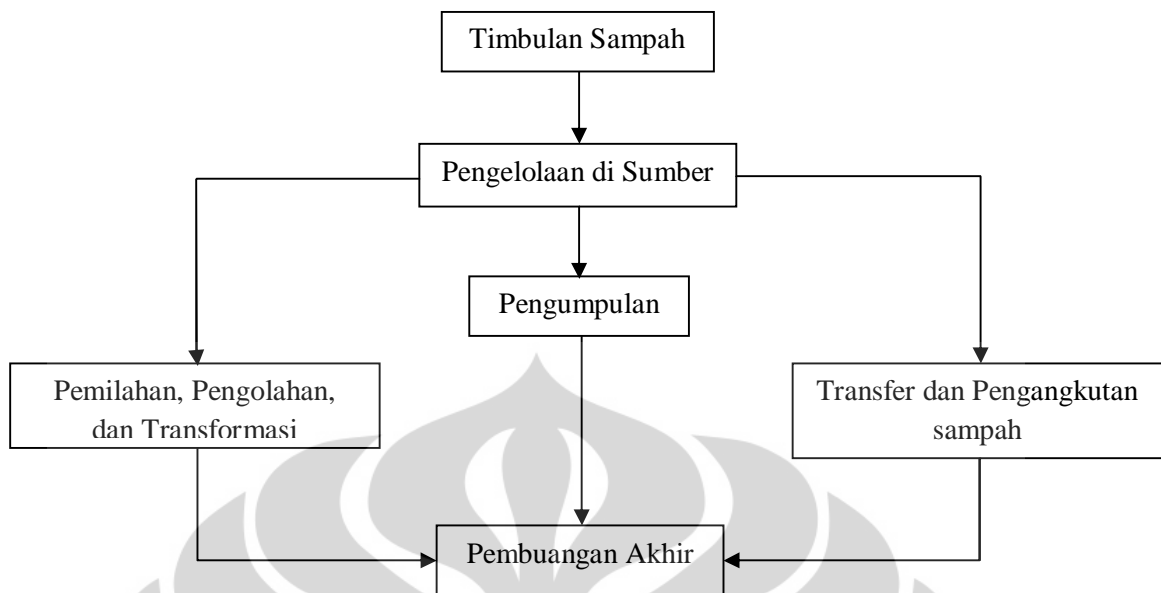 Timbulan Sampah
Pengelolaan di Sumber
Pengumpulan
Pemilahan, Pengolahan,
dan Transformasi
Transfer dan Pengangkutan
sampah
Pembuangan Akhir